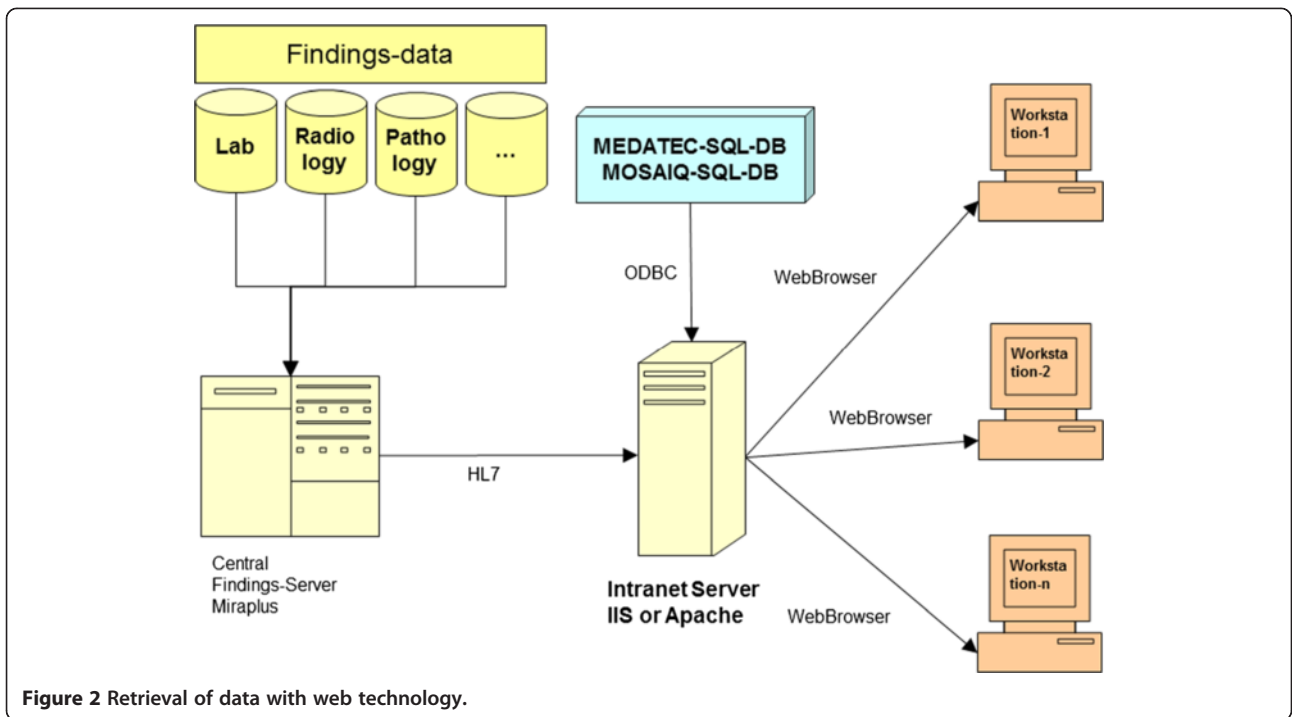 Findings-data
Lab
Radio
logy
Patho
logy
...
MEDATEC-SQL-DB
MOSAIQ-SQL-DB
ODBC
HL7
Central
Findings-Server
Miraplus
Intranet Server
IIS or Apache
WebBrowser
WebBrowser
WebBrowser
Worksta
tion-1
Worksta
tion-2
Worksta
tion-n
Figure 2 Retrieval of data with web technology.